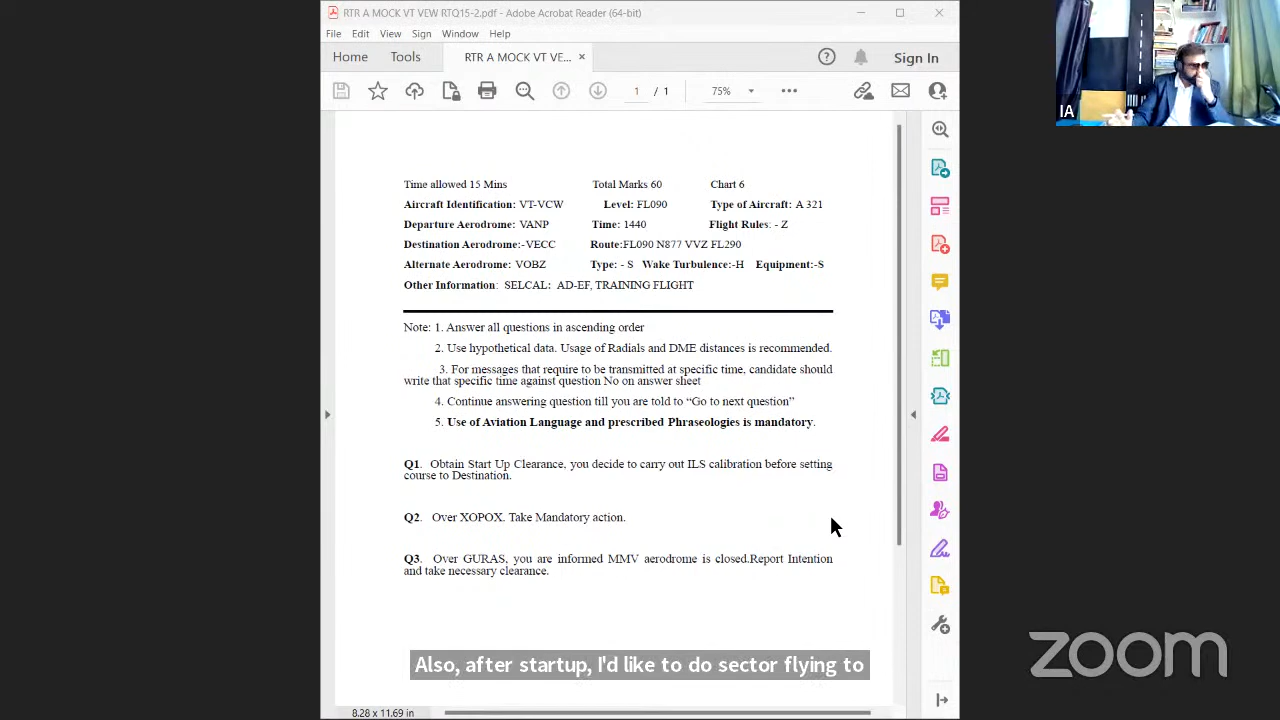 RTR A MOCK VT VEW RTQ15-2.pdf - Adobe Acrobat Reader (64-bit)
File Edit View Sign Window Help
Home Tools RTR A MOCK VT VE... × Sign In
1 / 1 75%
Time allowed 15 Mins Total Marks 60 Chart 6
Aircraft Identification: VT-VCW Level: FL090 Type of Aircraft: A 321
Departure Aerodrome: VANP Time: 1440 Flight Rules: - Z
Destination Aerodrome:-VECC Route:FL090 N877 VVZ FL290
Alternate Aerodrome: VOBZ Type: - S Wake Turbulence:-H Equipment:-S
Other Information: SELCAL: AD-EF, TRAINING FLIGHT
Note: 1. Answer all questions in ascending order
2. Use hypothetical data. Usage of Radials and DME distances is recommended.
3. For messages that require to be transmitted at specific time, candidate should
write that specific time against question No on answer sheet
4. Continue answering question till you are told to “Go to next question”
5. Use of Aviation Language and prescribed Phraseologies is mandatory.
Q1. Obtain Start Up Clearance, you decide to carry out ILS calibration before setting
course to Destination.
Q2. Over XOPOX. Take Mandatory action.
Q3. Over GURAS, you are informed MMV aerodrome is closed.Report Intention
and take necessary clearance.
Also, after startup, I'd like to do sector flying to
8.28 x 11.69 in
IA
zoom